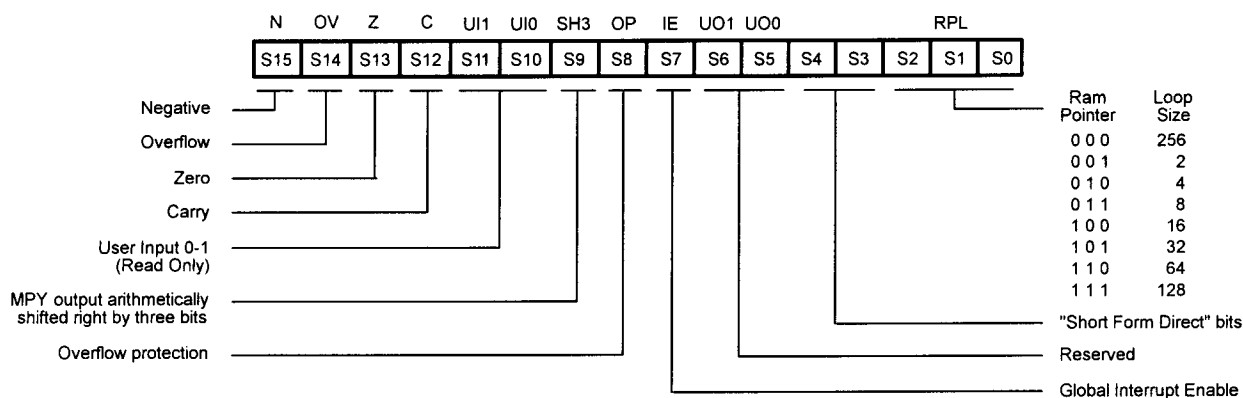 N OV Z C UI1 UI0 SH3 OP IE UO1 UO0 RPL
S15 S14 S13 S12 S11 S10 S9 S8 S7 S6 S5 S4 S3 S2 S1 S0
Negative
Overflow
Zero
Carry
User Input 0-1
(Read Only)
MPY output arithmetically
shifted right by three bits
Overflow protection
Ram Loop
Pointer Size
0 0 0 256
0 0 1 2
0 1 0 4
0 1 1 8
1 0 0 16
1 0 1 32
1 1 0 64
1 1 1 128
"Short Form Direct" bits
Reserved
Global Interrupt Enable